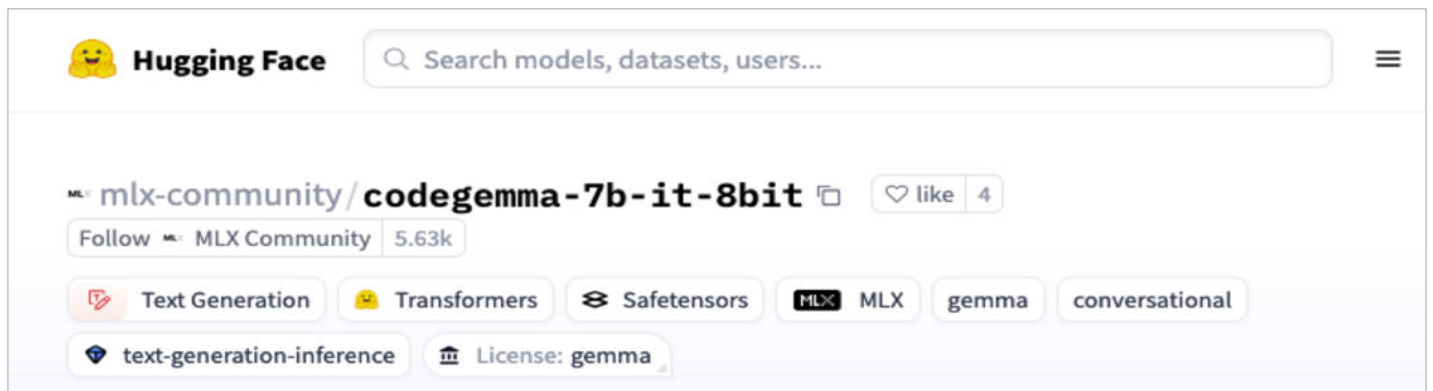 Hugging Face Search models, datasets, users...
mlx-community/codegemma-7b-it-8bit like 4
Follow MLX Community 5.63k
Text Generation Transformers Safetensors MLX MLX gemma conversational
text-generation-inference License: gemma